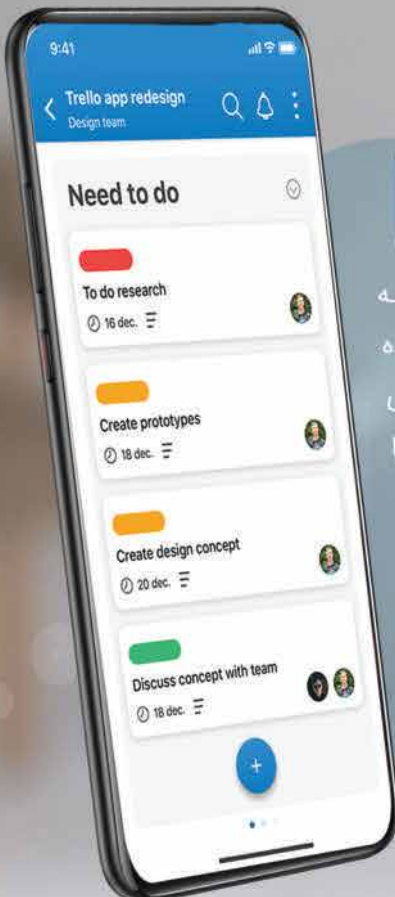 9:41
Trello app redesign
Design team
Need to do
To do research
16 dec.
Create prototypes
18 dec.
Create design concept
20 dec.
Discuss concept with team
18 dec.
+